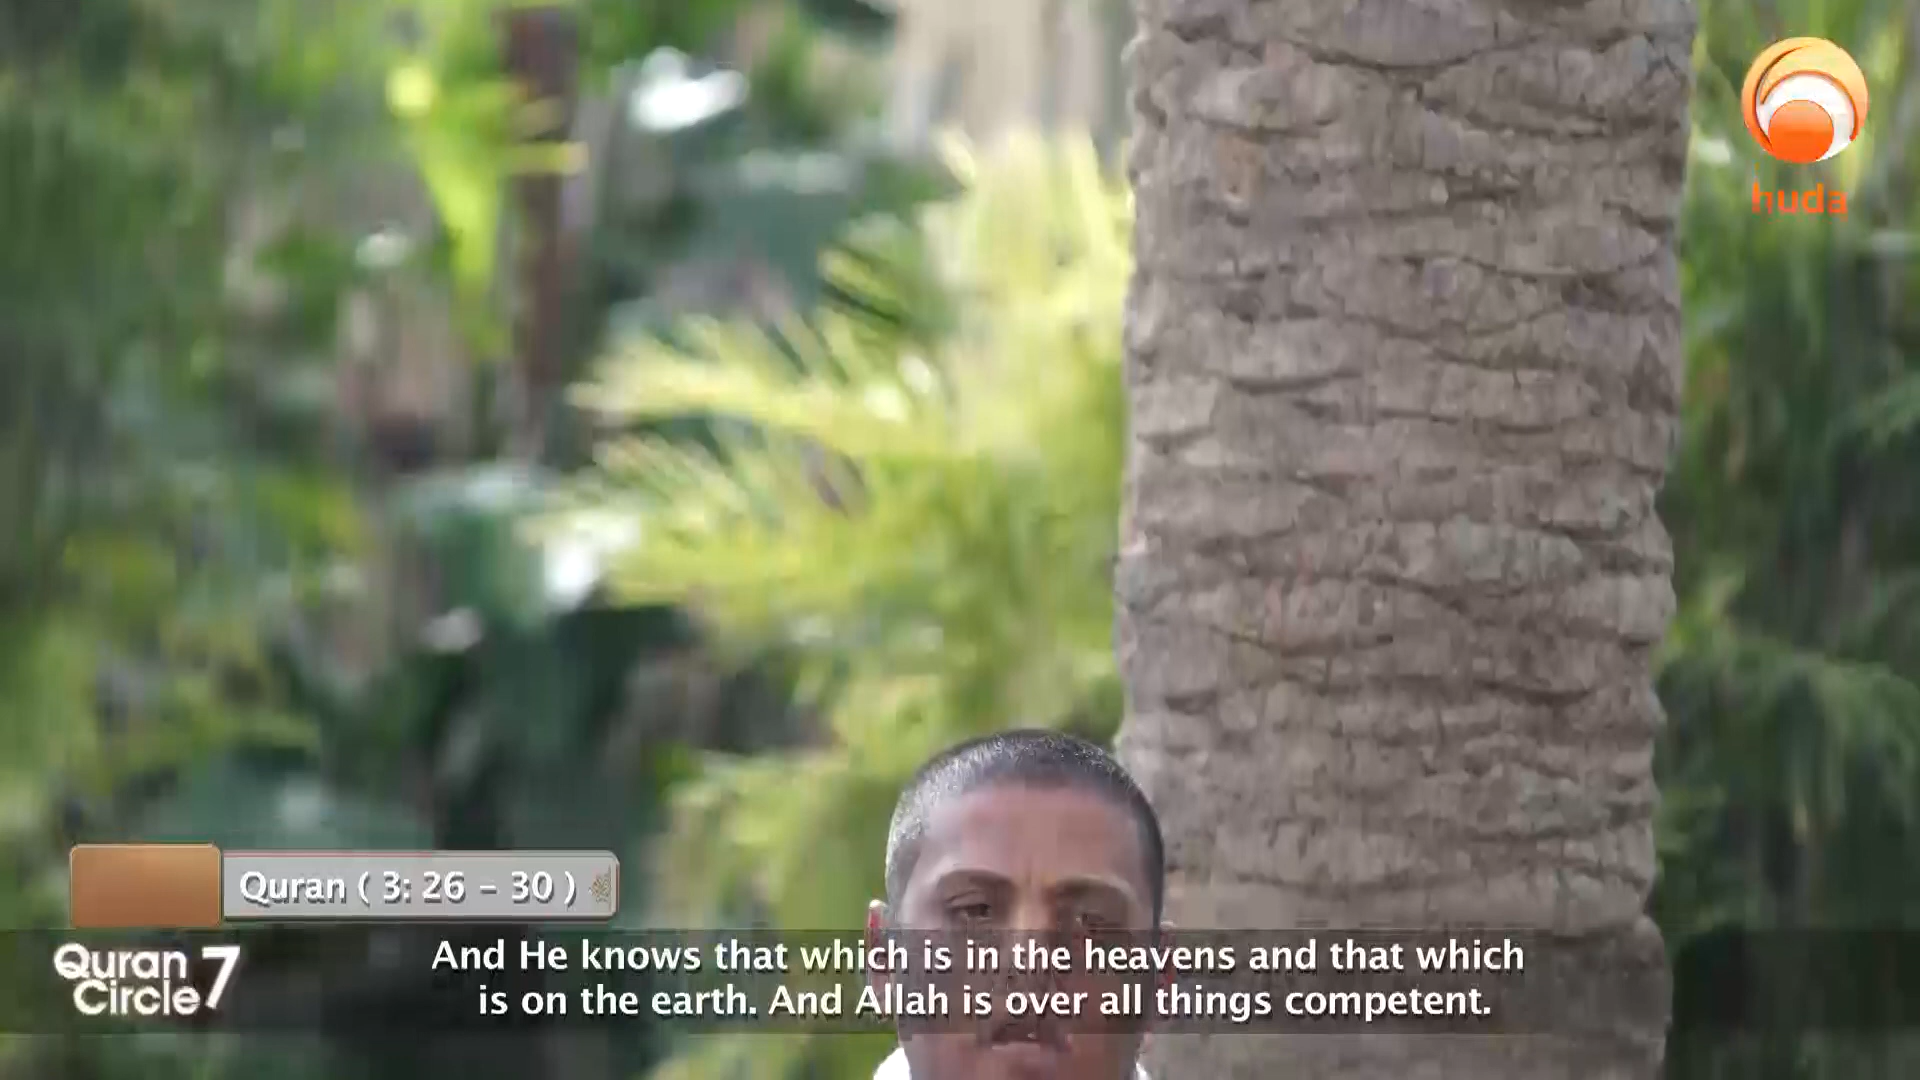 huda
Quran ( 3: 26 – 30 )
Quran
Circle 7
And He knows that which is in the heavens and that which
is on the earth. And Allah is over all things competent.